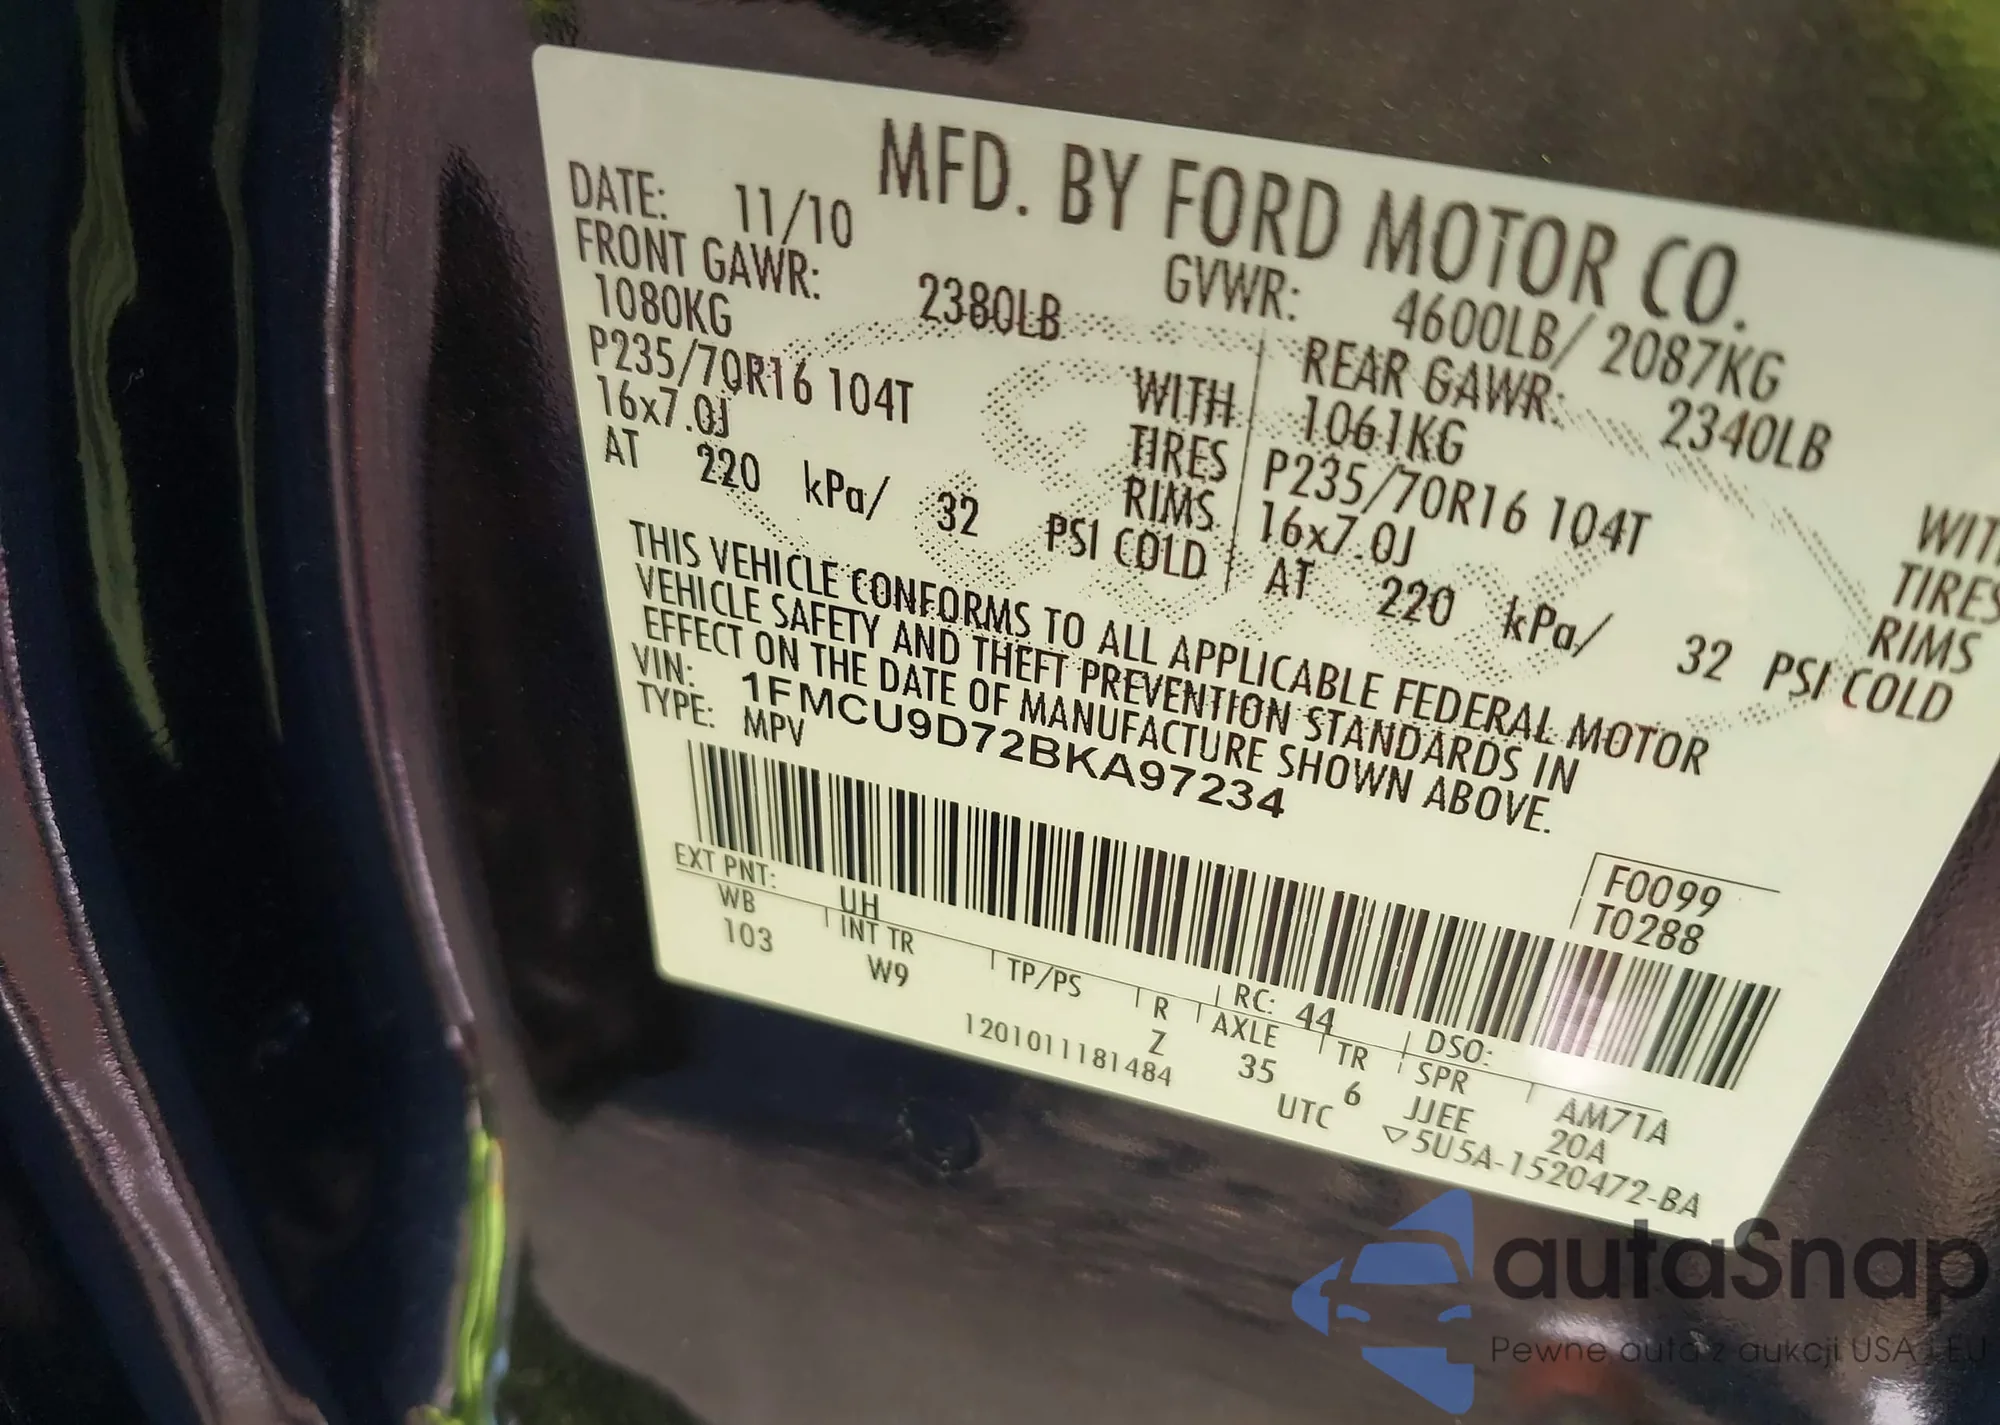 MFD. BY FORD MOTOR CO.
DATE: 11/10 GVWR: 4600LB/ 2087KG
FRONT GAWR: 2380LB REAR GAWR: 2340LB
1080KG WITH 1061KG
P235/70R16 104T TIRES P235/70R16 104T TIRES
16x7.0J RIMS 16x7.0J RIMS
AT 220 kPa/ 32 PSI COLD AT 220 kPa/ 32 PSI COLD
THIS VEHICLE CONFORMS TO ALL APPLICABLE FEDERAL MOTOR
VEHICLE SAFETY AND THEFT PREVENTION STANDARDS IN
EFFECT ON THE DATE OF MANUFACTURE SHOWN ABOVE.
VIN: 1FMCU9D72BKA97234
TYPE: MPV
F0099
T0288
EXT PNT: UH RC: 44 DSO:
WB INT TR TP/PS R AXLE TR SPR AM71A
103 W9 Z 35 6 JJEE 20A
1201011181484 UTC ▽5U5A-1520472-BA
autaSnap
Pewne auta z aukcji USA i EU